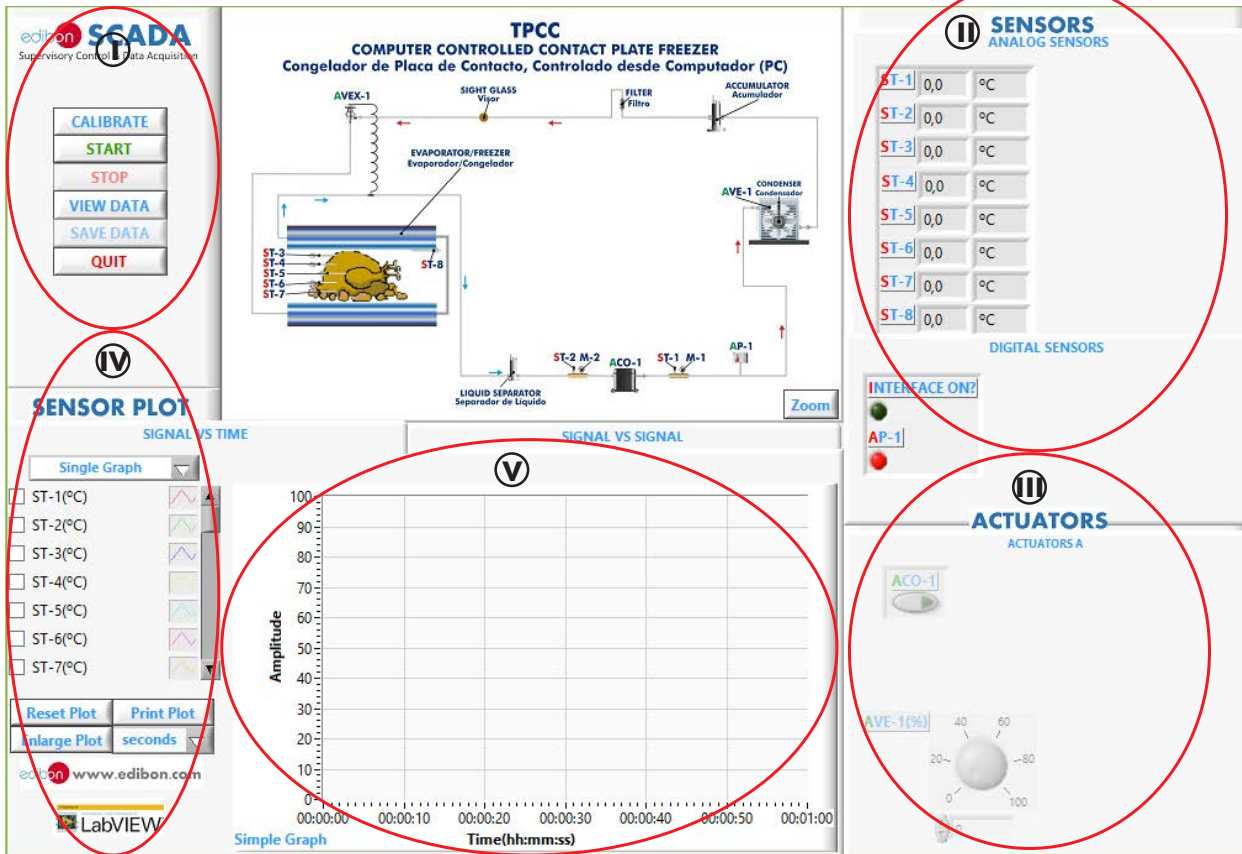 edibon SCADA
Supervisory Control & Data Acquisition
I
CALIBRATE
START
STOP
VIEW DATA
SAVE DATA
QUIT
TPCC
COMPUTER CONTROLLED CONTACT PLATE FREEZER
Congelador de Placa de Contacto, Controlado desde Computador (PC)
AVEX-1
SIGHT GLASS
Visor
FILTER
Filtro
ACCUMULATOR
Acumulador
EVAPORATOR/FREEZER
Evaporador/Congelador
AVE-1
CONDENSER
Condensador
ST-3
ST-4
ST-5
ST-6
ST-7
ST-8
LIQUID SEPARATOR
Separador de Líquido
ST-2 M-2
ACO-1
ST-1 M-1
AP-1
Zoom
II
SENSORS
ANALOG SENSORS
ST-1 0,0 ºC
ST-2 0,0 ºC
ST-3 0,0 ºC
ST-4 0,0 ºC
ST-5 0,0 ºC
ST-6 0,0 ºC
ST-7 0,0 ºC
ST-8 0,0 ºC
DIGITAL SENSORS
INTERFACE ON?
AP-1
III
ACTUATORS
ACTUATORS A
ACO-1
AVE-1(%)
0 20 40 60 80 100
0
IV
SENSOR PLOT
SIGNAL VS TIME
SIGNAL VS SIGNAL
Single Graph
ST-1(ºC)
ST-2(ºC)
ST-3(ºC)
ST-4(ºC)
ST-5(ºC)
ST-6(ºC)
ST-7(ºC)
Reset Plot Print Plot
Enlarge Plot seconds
edibon www.edibon.com
LabVIEW
V
Amplitude
100
90
80
70
60
50
40
30
20
10
0
00:00:00 00:00:10 00:00:20 00:00:30 00:00:40 00:00:50 00:01:00
Simple Graph
Time(hh:mm:ss)